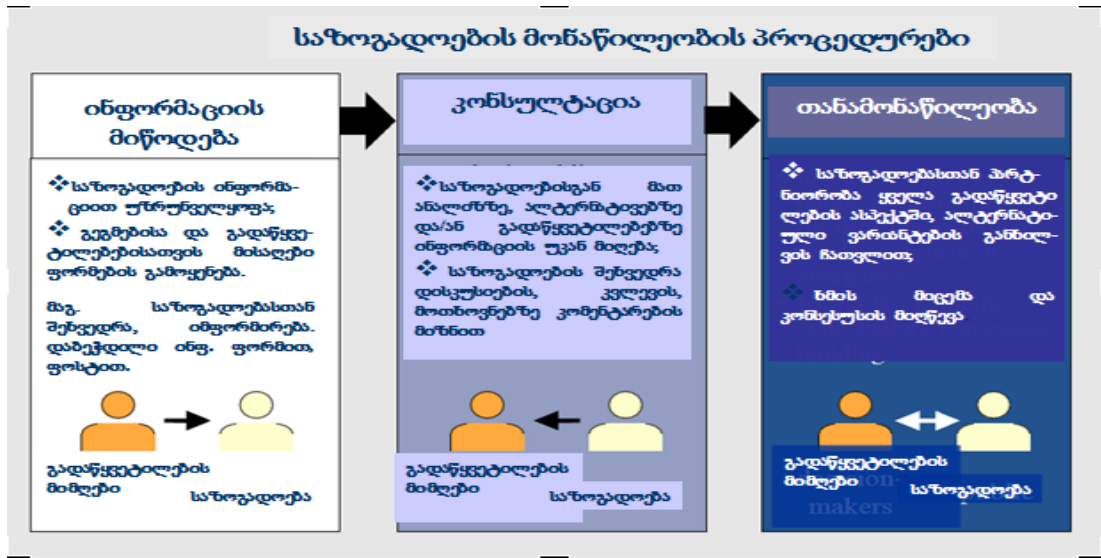 საზოგადოების მონაწილეობის პროცედურები
ინფორმაციის
მიწოდება
❖საზოგადოების ინფორმა-
ციით უზრუნველყოფა;
❖ გეგმებისა და გადაწყვე-
ტილებებისათვის მისაღები
ფორმების გამოყენება.
მაგ. საზოგადოებასთან
შეხვედრა, იმფორმირება.
დაბეჭდილი ინფ. ფორმით,
ფოსტით.
გადაწყვეტილების
მიმღები
საზოგადოება
კონსულტაცია
❖საზოგადოებისგან მათ
ანალიზზე, ალტერნატივებზე
და/ან გადაწყვეტილებებზე
ინფორმციის უკან მიღება;
❖ საზოგადოების შეხვედრა
დისკუსიების, კვლევის,
მოთხოვნებზე კომენტარების
მიზნით
გადაწყვეტილების
მიმღები
საზოგადოება
თანამონაწილეობა
❖ საზოგადოებასთან პარტ-
ნიორობა ყველა გადაწყვეტი
ლების ასპექტში, ალტერნატი-
ული ვარიანტების განხილ-
ვის ჩათვლით;
❖ ხმის მიცემა და
კონსესუსის მიღწევა
გადაწყვეტილების
მიმღები
makers
საზოგადოება